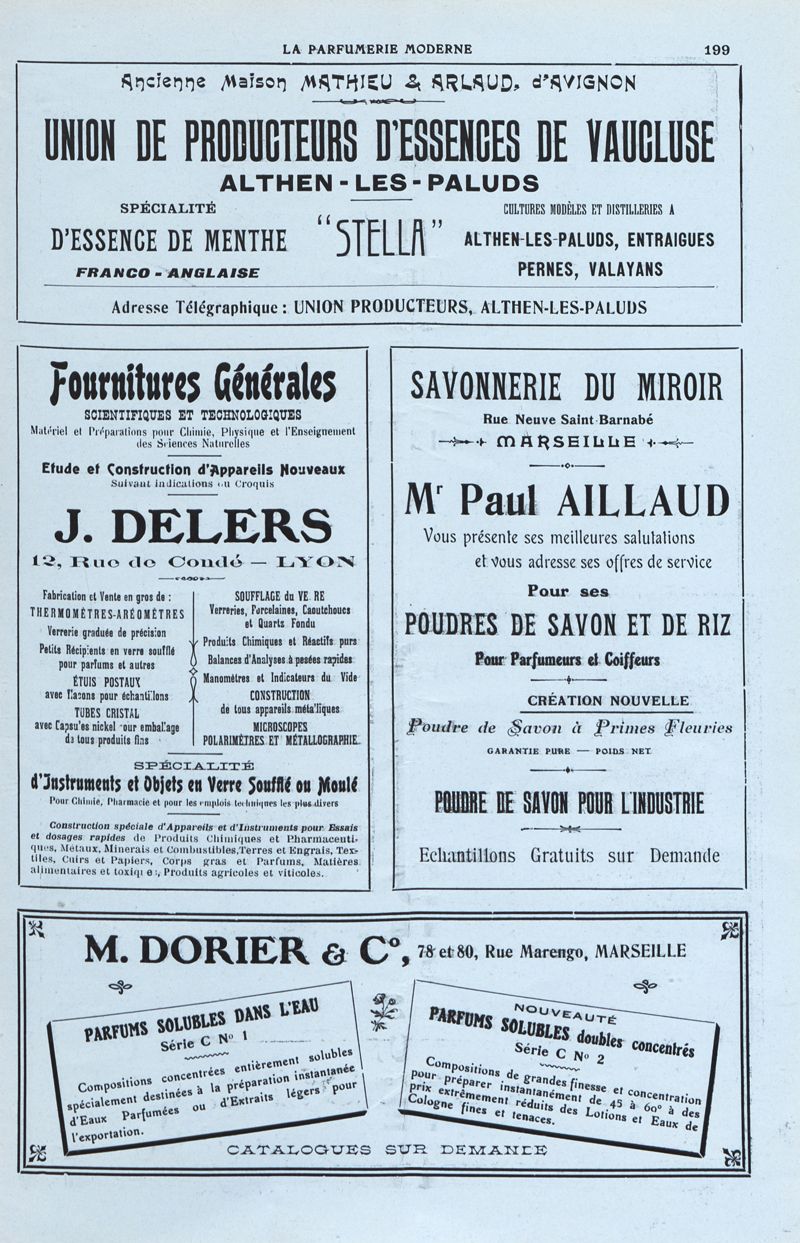 LA PARFUMERIE MODERNE 199
Ancienne Maison MATHIEU & ARLAUD, d'AVIGNON
UNION DE PRODUCTEURS D'ESSENCES DE VAUCLUSE
ALTHEN-LES-PALUDS
SPÉCIALITÉ
D'ESSENCE DE MENTHE
FRANCO-ANGLAISE
"STELLA"
CULTURES MODÈLES ET DISTILLERIES A
ALTHEN-LES-PALUDS, ENTRAIGUES
PERNES, VALAYANS
Adresse Télégraphique : UNION PRODUCTEURS, ALTHEN-LES-PALUDS
Fournitures Générales
SCIENTIFIQUES ET TECHNOLOGIQUES
Matériel et Préparations pour Chimie, Physique et l'Enseignement
des Sciences Naturelles
Etude et Construction d'Appareils Nouveaux
Suivant indications ou Croquis
J. DELERS
12, Rue de Condé — LYON
Fabrication et Vente en gros de :
THERMOMÈTRES-ARÉOMÈTRES
Verrerie graduée de précision
Petits Récipients en verre soufflé
pour parfums et autres
ÉTUIS POSTAUX
avec flacons pour échantillons
TUBES CRISTAL
avec Capsules nickel pour emballage
de tous produits fins
SOUFFLAGE du VE RE
Verreries, Porcelaines, Caoutchoucs
et Quartz Fondu
Produits Chimiques et Réactifs purs
Balances d'Analyses à pesées rapides
Manomètres et Indicateurs du Vide
CONSTRUCTION
de tous appareils métalliques
MICROSCOPES
POLARIMÈTRES ET MÉTALLOGRAPHIE
SPÉCIALITÉ
d'Instruments et Objets en Verre Soufflé ou Moulé
Pour Chimie, Pharmacie et pour les emplois techniques les plus divers
Construction spéciale d'Appareils et d'Instruments pour Essais
et dosages rapides de Produits Chimiques et Pharmaceuti-
ques, Métaux, Minerais et Combustibles, Terres et Engrais, Tex-
tiles, Cuirs et Papiers, Corps gras et Parfums, Matières
alimentaires et toxiques, Produits agricoles et viticoles.
SAVONNERIE DU MIROIR
Rue Neuve Saint-Barnabé
MARSEILLE
Mr Paul AILLAUD
Vous présente ses meilleures salutations
et vous adresse ses offres de service
Pour ses
POUDRES DE SAVON ET DE RIZ
Pour Parfumeurs et Coiffeurs
CRÉATION NOUVELLE
Poudre de Savon à Primes Fleuries
GARANTIE PURE — POIDS NET
POUDRE DE SAVON POUR L'INDUSTRIE
Echantillons Gratuits sur Demande
M. DORIER & Co, 78 et 80, Rue Marengo, MARSEILLE
PARFUMS SOLUBLES DANS L'EAU
Série C No 1
Compositions concentrées entièrement solubles
spécialement destinées à la préparation instantanée
d'Eaux Parfumées ou d'Extraits légers pour
l'exportation.
NOUVEAUTÉ
PARFUMS SOLUBLES doubles concentrés
Série C No 2
Compositions de grandes finesse et concentration
pour préparer instantanément de 45 à 60° à des
prix extrêmement réduits des Lotions et Eaux de
Cologne fines et tenaces.
CATALOGUES SUR DEMANDE